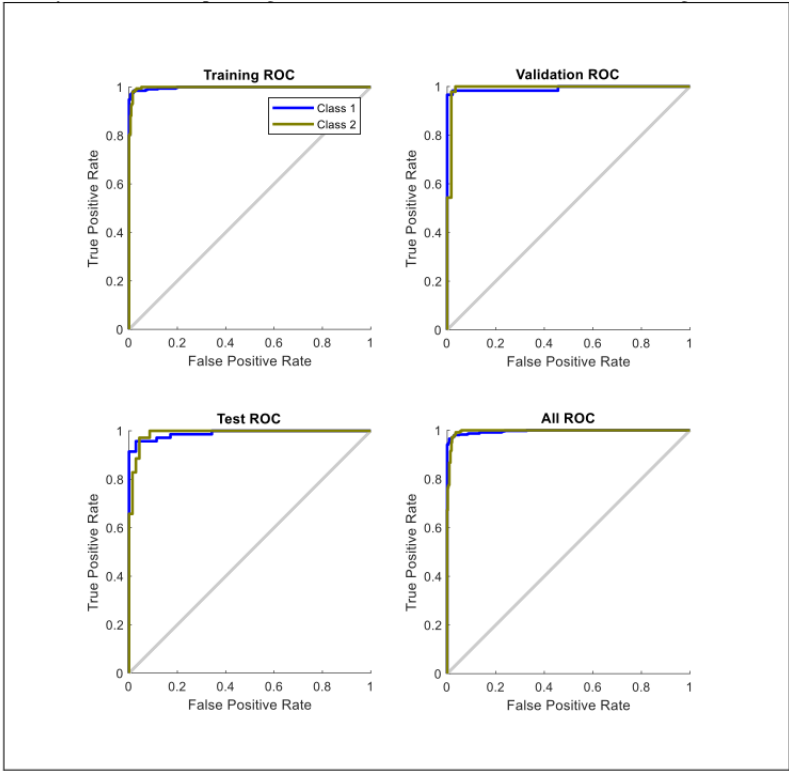 Training ROC
1
0.8
0.6
0.4
0.2
0
True Positive Rate
Class 1
Class 2
0 0.2 0.4 0.6 0.8 1
False Positive Rate
Validation ROC
1
0.8
0.6
0.4
0.2
0
True Positive Rate
0 0.2 0.4 0.6 0.8 1
False Positive Rate
Test ROC
1
0.8
0.6
0.4
0.2
0
True Positive Rate
0 0.2 0.4 0.6 0.8 1
False Positive Rate
All ROC
1
0.8
0.6
0.4
0.2
0
True Positive Rate
0 0.2 0.4 0.6 0.8 1
False Positive Rate